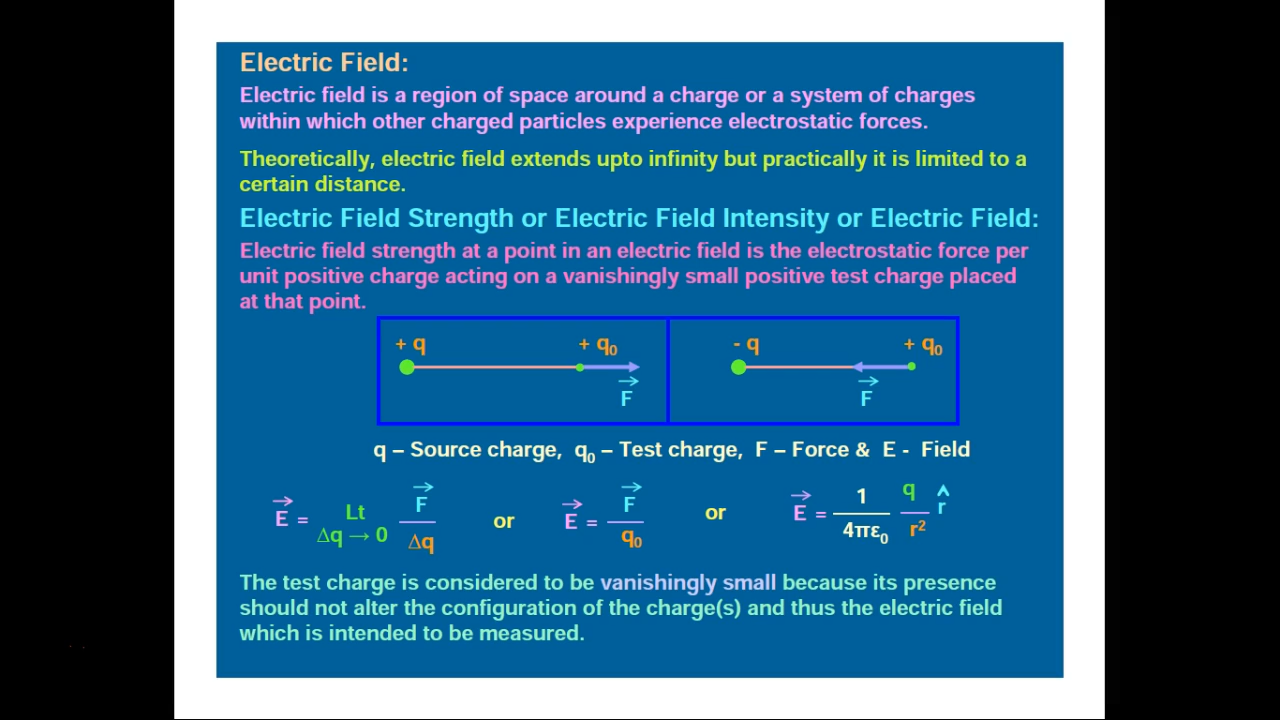 Electric Field:
Electric field is a region of space around a charge or a system of charges
within which other charged particles experience electrostatic forces.
Theoretically, electric field extends upto infinity but practically it is limited to a
certain distance.
Electric Field Strength or Electric Field Intensity or Electric Field:
Electric field strength at a point in an electric field is the electrostatic force per
unit positive charge acting on a vanishingly small positive test charge placed
at that point.
+ q + q₀ - q + q₀
F⃗ F⃗
q – Source charge, q₀ – Test charge, F – Force & E - Field
E⃗ = Lt Δq → 0 F⃗ / Δq or E⃗ = F⃗ / q₀ or E⃗ = 1 / 4πε₀ q / r² r̂
The test charge is considered to be vanishingly small because its presence
should not alter the configuration of the charge(s) and thus the electric field
which is intended to be measured.